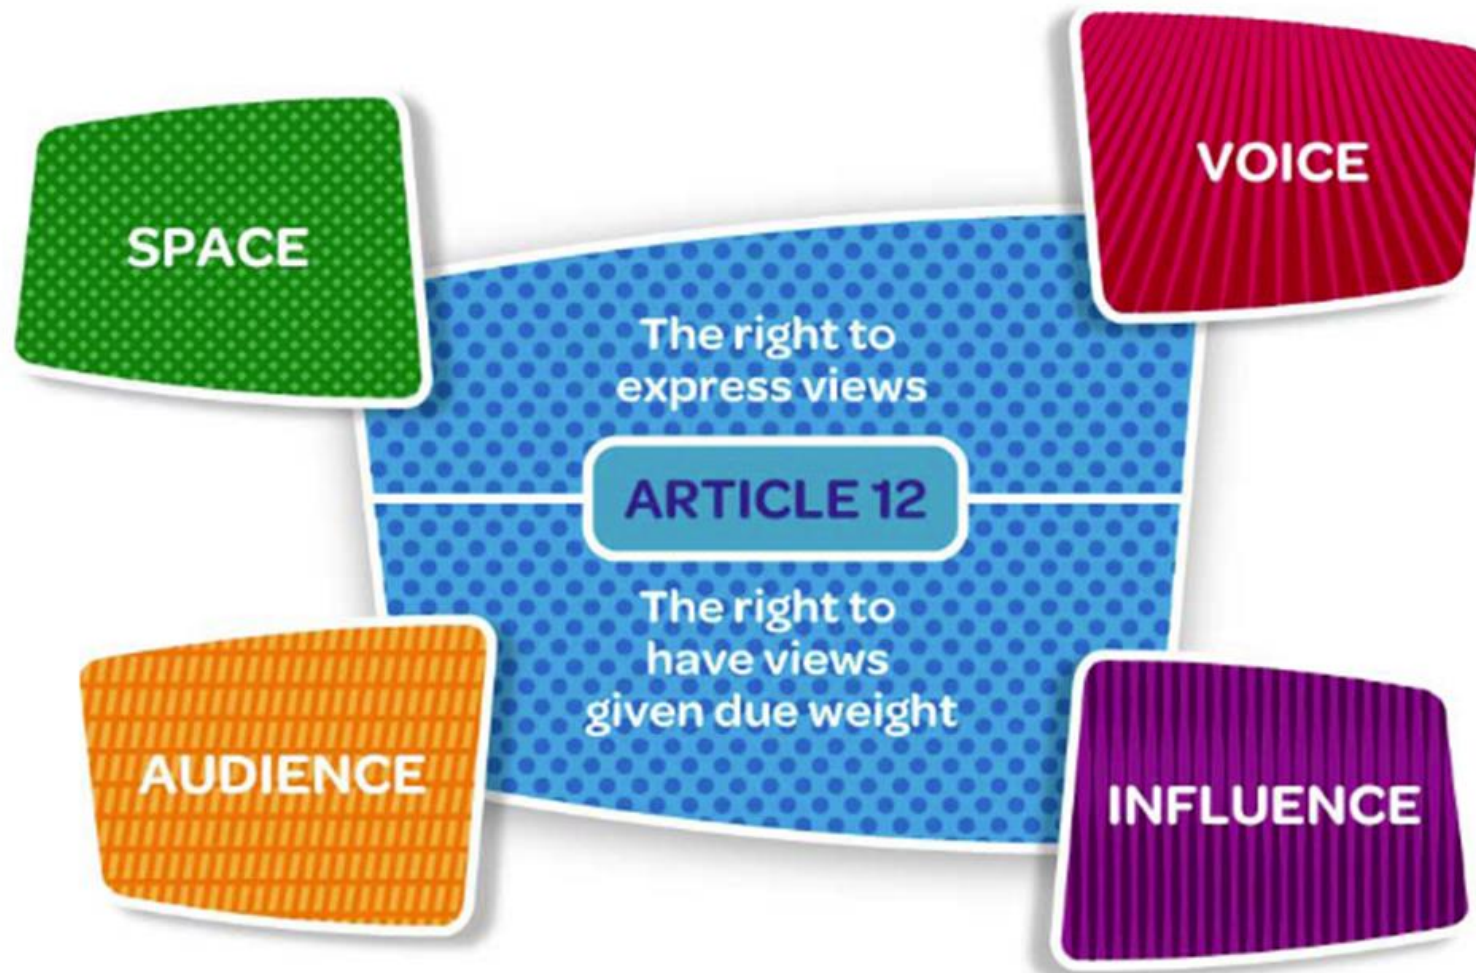 SPACE
VOICE
The right to
express views
ARTICLE 12
The right to
have views
given due weight
AUDIENCE
INFLUENCE